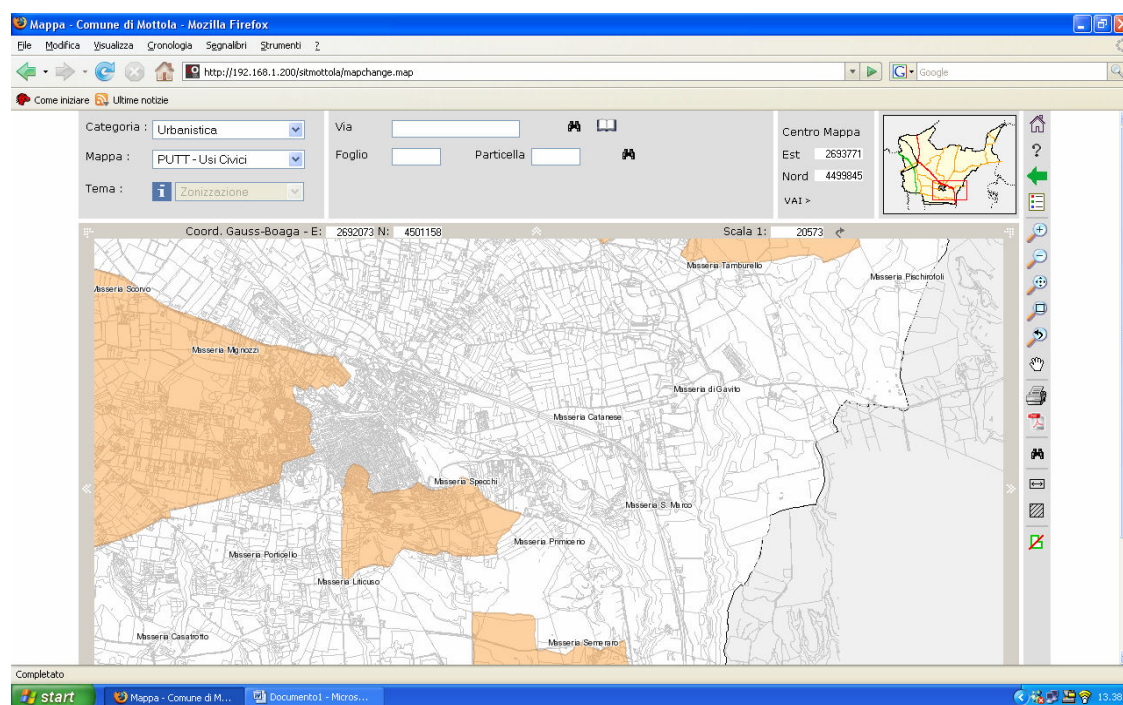 Mappa - Comune di Mottola - Mozilla Firefox
File Modifica Visualizza Cronologia Segnalibri Strumenti ?
http://192.168.1.200/sitmottola/mapchange.map
Google
Come iniziare Ultime notizie
Categoria : Urbanistica
Mappa : PUTT - Usi Civici
Tema : Zonizzazione
Via
Foglio Particella
Centro Mappa
Est 2693771
Nord 4499845
VAI >
Coord. Gauss-Boaga - E: 2692073 N: 4501158
Scala 1: 20573
Masseria Tamburello
Masseria Pischirofoli
Masseria Scorvo
Masseria Mignozzi
Masseria di Gavito
Masseria Catanese
Masseria Specchi
Masseria S. Marco
Masseria Primicerio
Masseria Porticello
Masseria Liticuso
Masseria Casarotto
Masseria Semeraro
Completato
start
Mappa - Comune di M...
Documento1 - Micros...
13.38